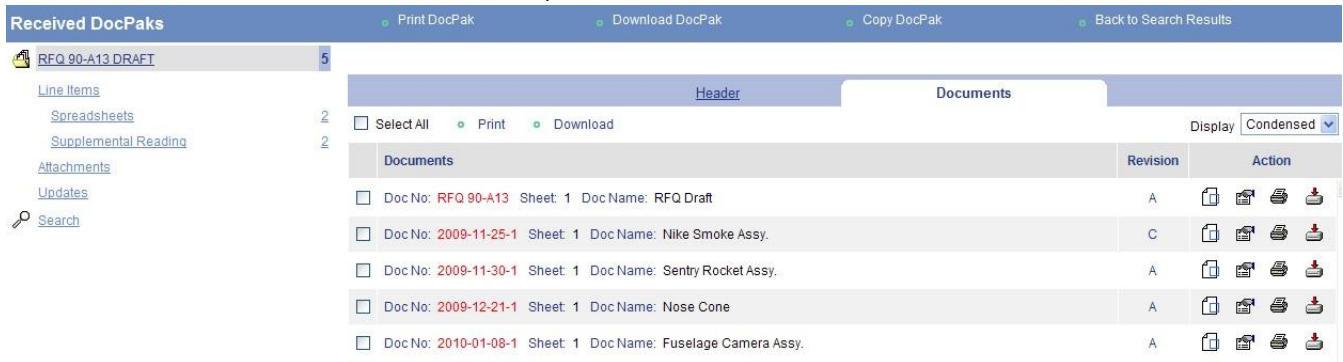 Received DocPaks
Print DocPak Download DocPak Copy DocPak Back to Search Results
RFQ 90-A13 DRAFT 5
Line Items
Spreadsheets 2
Supplemental Reading 2
Attachments
Updates
Search
Header Documents
Select All Print Download Display Condensed
Documents Revision Action
Doc No: RFQ 90-A13 Sheet: 1 Doc Name: RFQ Draft A
Doc No: 2009-11-25-1 Sheet: 1 Doc Name: Nike Smoke Assy. C
Doc No: 2009-11-30-1 Sheet: 1 Doc Name: Sentry Rocket Assy. A
Doc No: 2009-12-21-1 Sheet: 1 Doc Name: Nose Cone A
Doc No: 2010-01-08-1 Sheet: 1 Doc Name: Fuselage Camera Assy. A